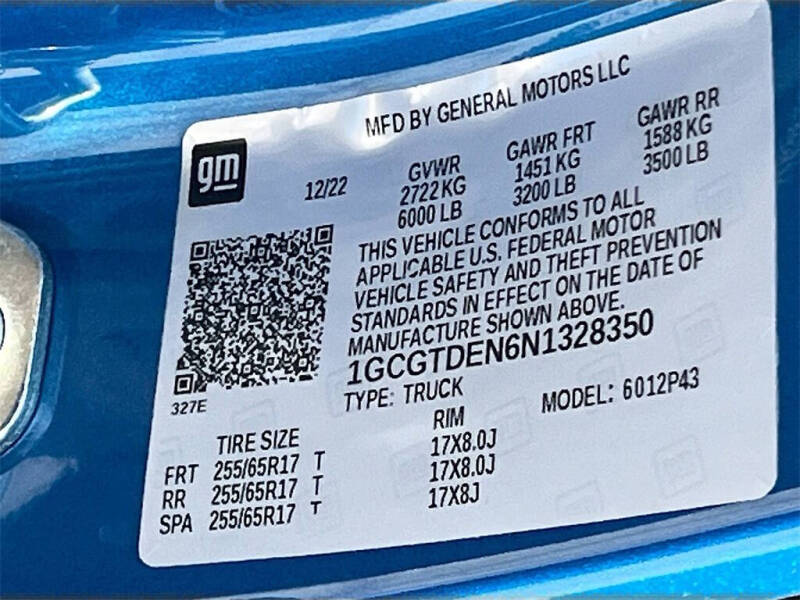 MFD BY GENERAL MOTORS LLC
gm
12/22
GVWR
2722 KG
6000 LB
GAWR FRT
1451 KG
3200 LB
GAWR RR
1588 KG
3500 LB
THIS VEHICLE CONFORMS TO ALL
APPLICABLE U.S. FEDERAL MOTOR
VEHICLE SAFETY AND THEFT PREVENTION
STANDARDS IN EFFECT ON THE DATE OF
MANUFACTURE SHOWN ABOVE.
1GCGTDEN6N1328350
327E
TYPE: TRUCK
MODEL: 6012P43
TIRE SIZE RIM
FRT 255/65R17 T 17X8.0J
RR 255/65R17 T 17X8.0J
SPA 255/65R17 T 17X8J